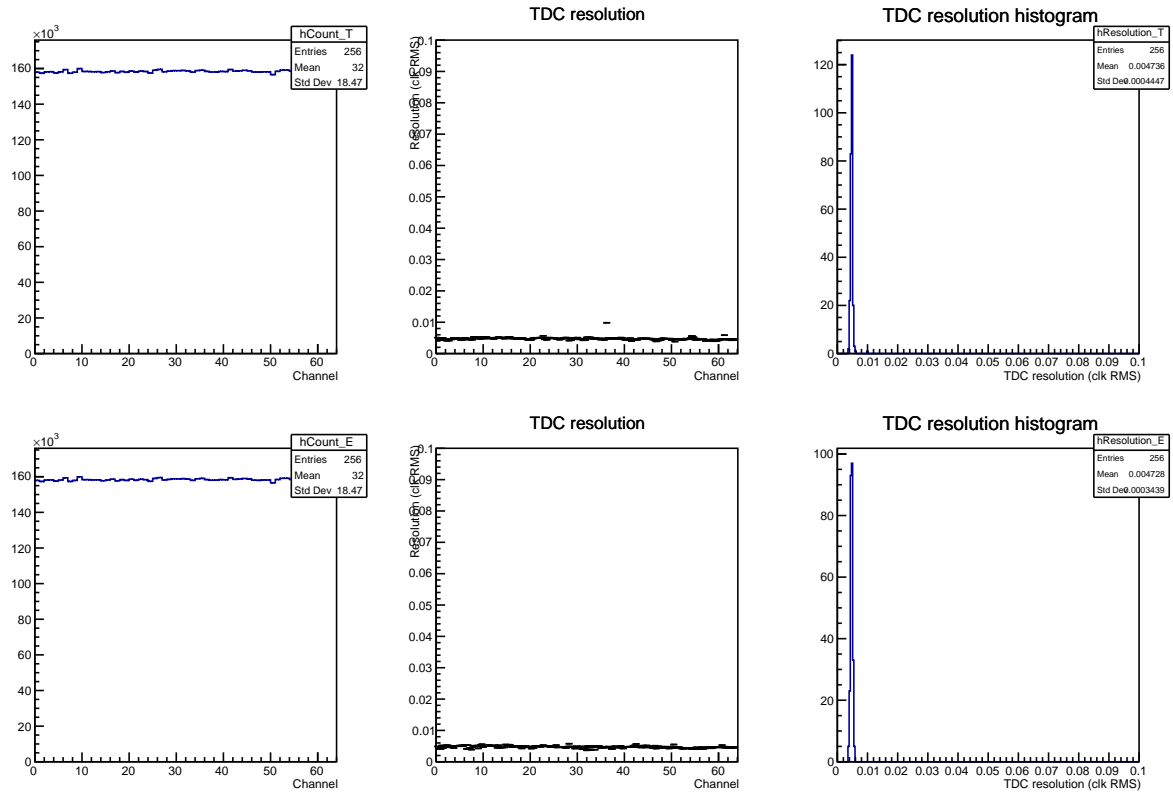 ×10³
hCount_T
Entries 256
Mean 32
Std Dev 18.47
160
140
120
100
80
60
40
20
0
0 10 20 30 40 50 60
Channel
TDC resolution
Resolution (clk RMS)
0.1
0.09
0.08
0.07
0.06
0.05
0.04
0.03
0.02
0.01
0
0 10 20 30 40 50 60
Channel
TDC resolution histogram
hResolution_T
Entries 256
Mean 0.004736
Std Dev 0.0004447
120
100
80
60
40
20
0
0 0.01 0.02 0.03 0.04 0.05 0.06 0.07 0.08 0.09 0.1
TDC resolution (clk RMS)
×10³
hCount_E
Entries 256
Mean 32
Std Dev 18.47
160
140
120
100
80
60
40
20
0
0 10 20 30 40 50 60
Channel
TDC resolution
Resolution (clk RMS)
0.1
0.09
0.08
0.07
0.06
0.05
0.04
0.03
0.02
0.01
0
0 10 20 30 40 50 60
Channel
TDC resolution histogram
hResolution_E
Entries 256
Mean 0.004728
Std Dev 0.0003439
100
80
60
40
20
0
0 0.01 0.02 0.03 0.04 0.05 0.06 0.07 0.08 0.09 0.1
TDC resolution (clk RMS)